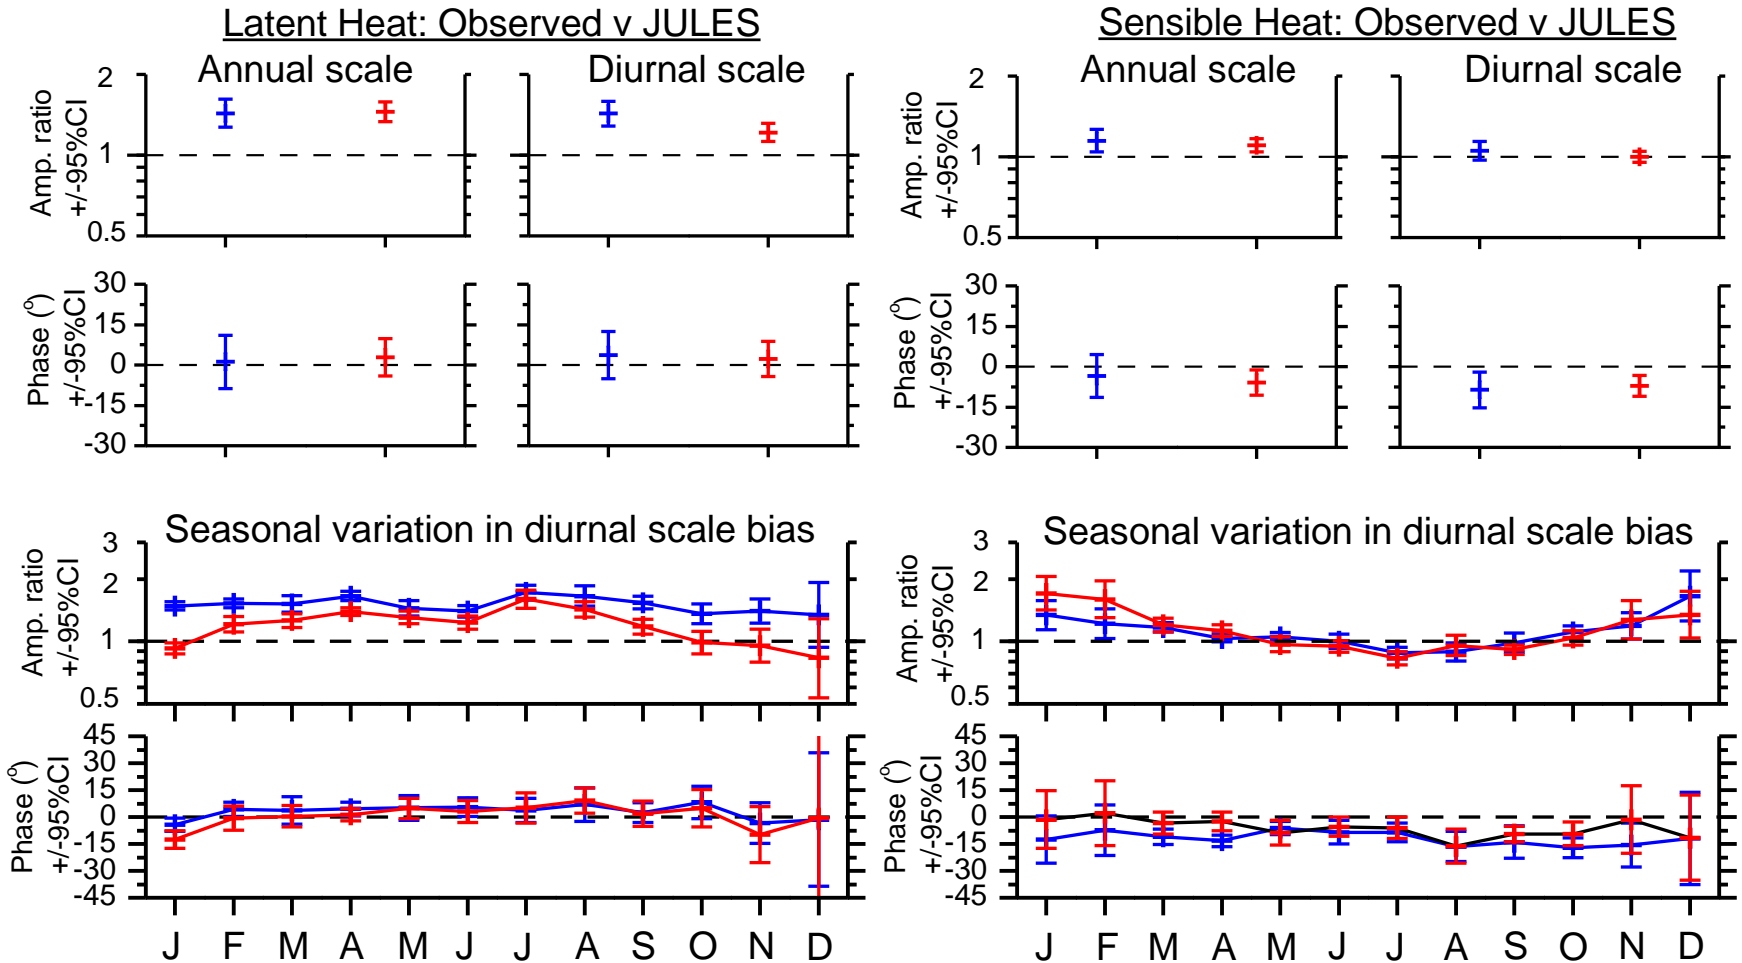 Latent Heat: Observed v JULES
Annual scale
Diurnal scale
Amp. ratio
+/-95%CI
2
1
0.5
Phase (°)
+/-95%CI
30
15
0
-15
-30
Seasonal variation in diurnal scale bias
Amp. ratio
+/-95%CI
3
2
1
0.5
Phase (°)
+/-95%CI
45
30
15
0
-15
-30
-45
J F M A M J J A S O N D
Sensible Heat: Observed v JULES
Annual scale
Diurnal scale
Amp. ratio
+/-95%CI
2
1
0.5
Phase (°)
+/-95%CI
30
15
0
-15
-30
Seasonal variation in diurnal scale bias
Amp. ratio
+/-95%CI
3
2
1
0.5
Phase (°)
+/-95%CI
45
30
15
0
-15
-30
-45
J F M A M J J A S O N D